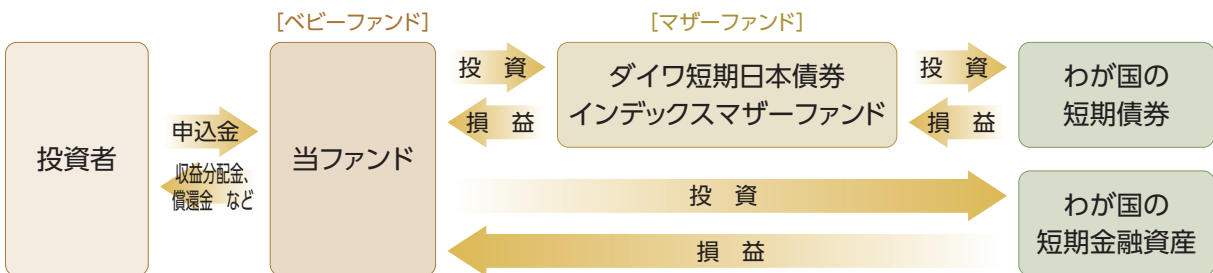 [ベビーファンド]
[マザーファンド]
投資者
申込金
収益分配金、
償還金 など
当ファンド
投 資
損 益
ダイワ短期日本債券
インデックスマザーファンド
投 資
損 益
わが国の
短期債券
投 資
損 益
わが国の
短期金融資産